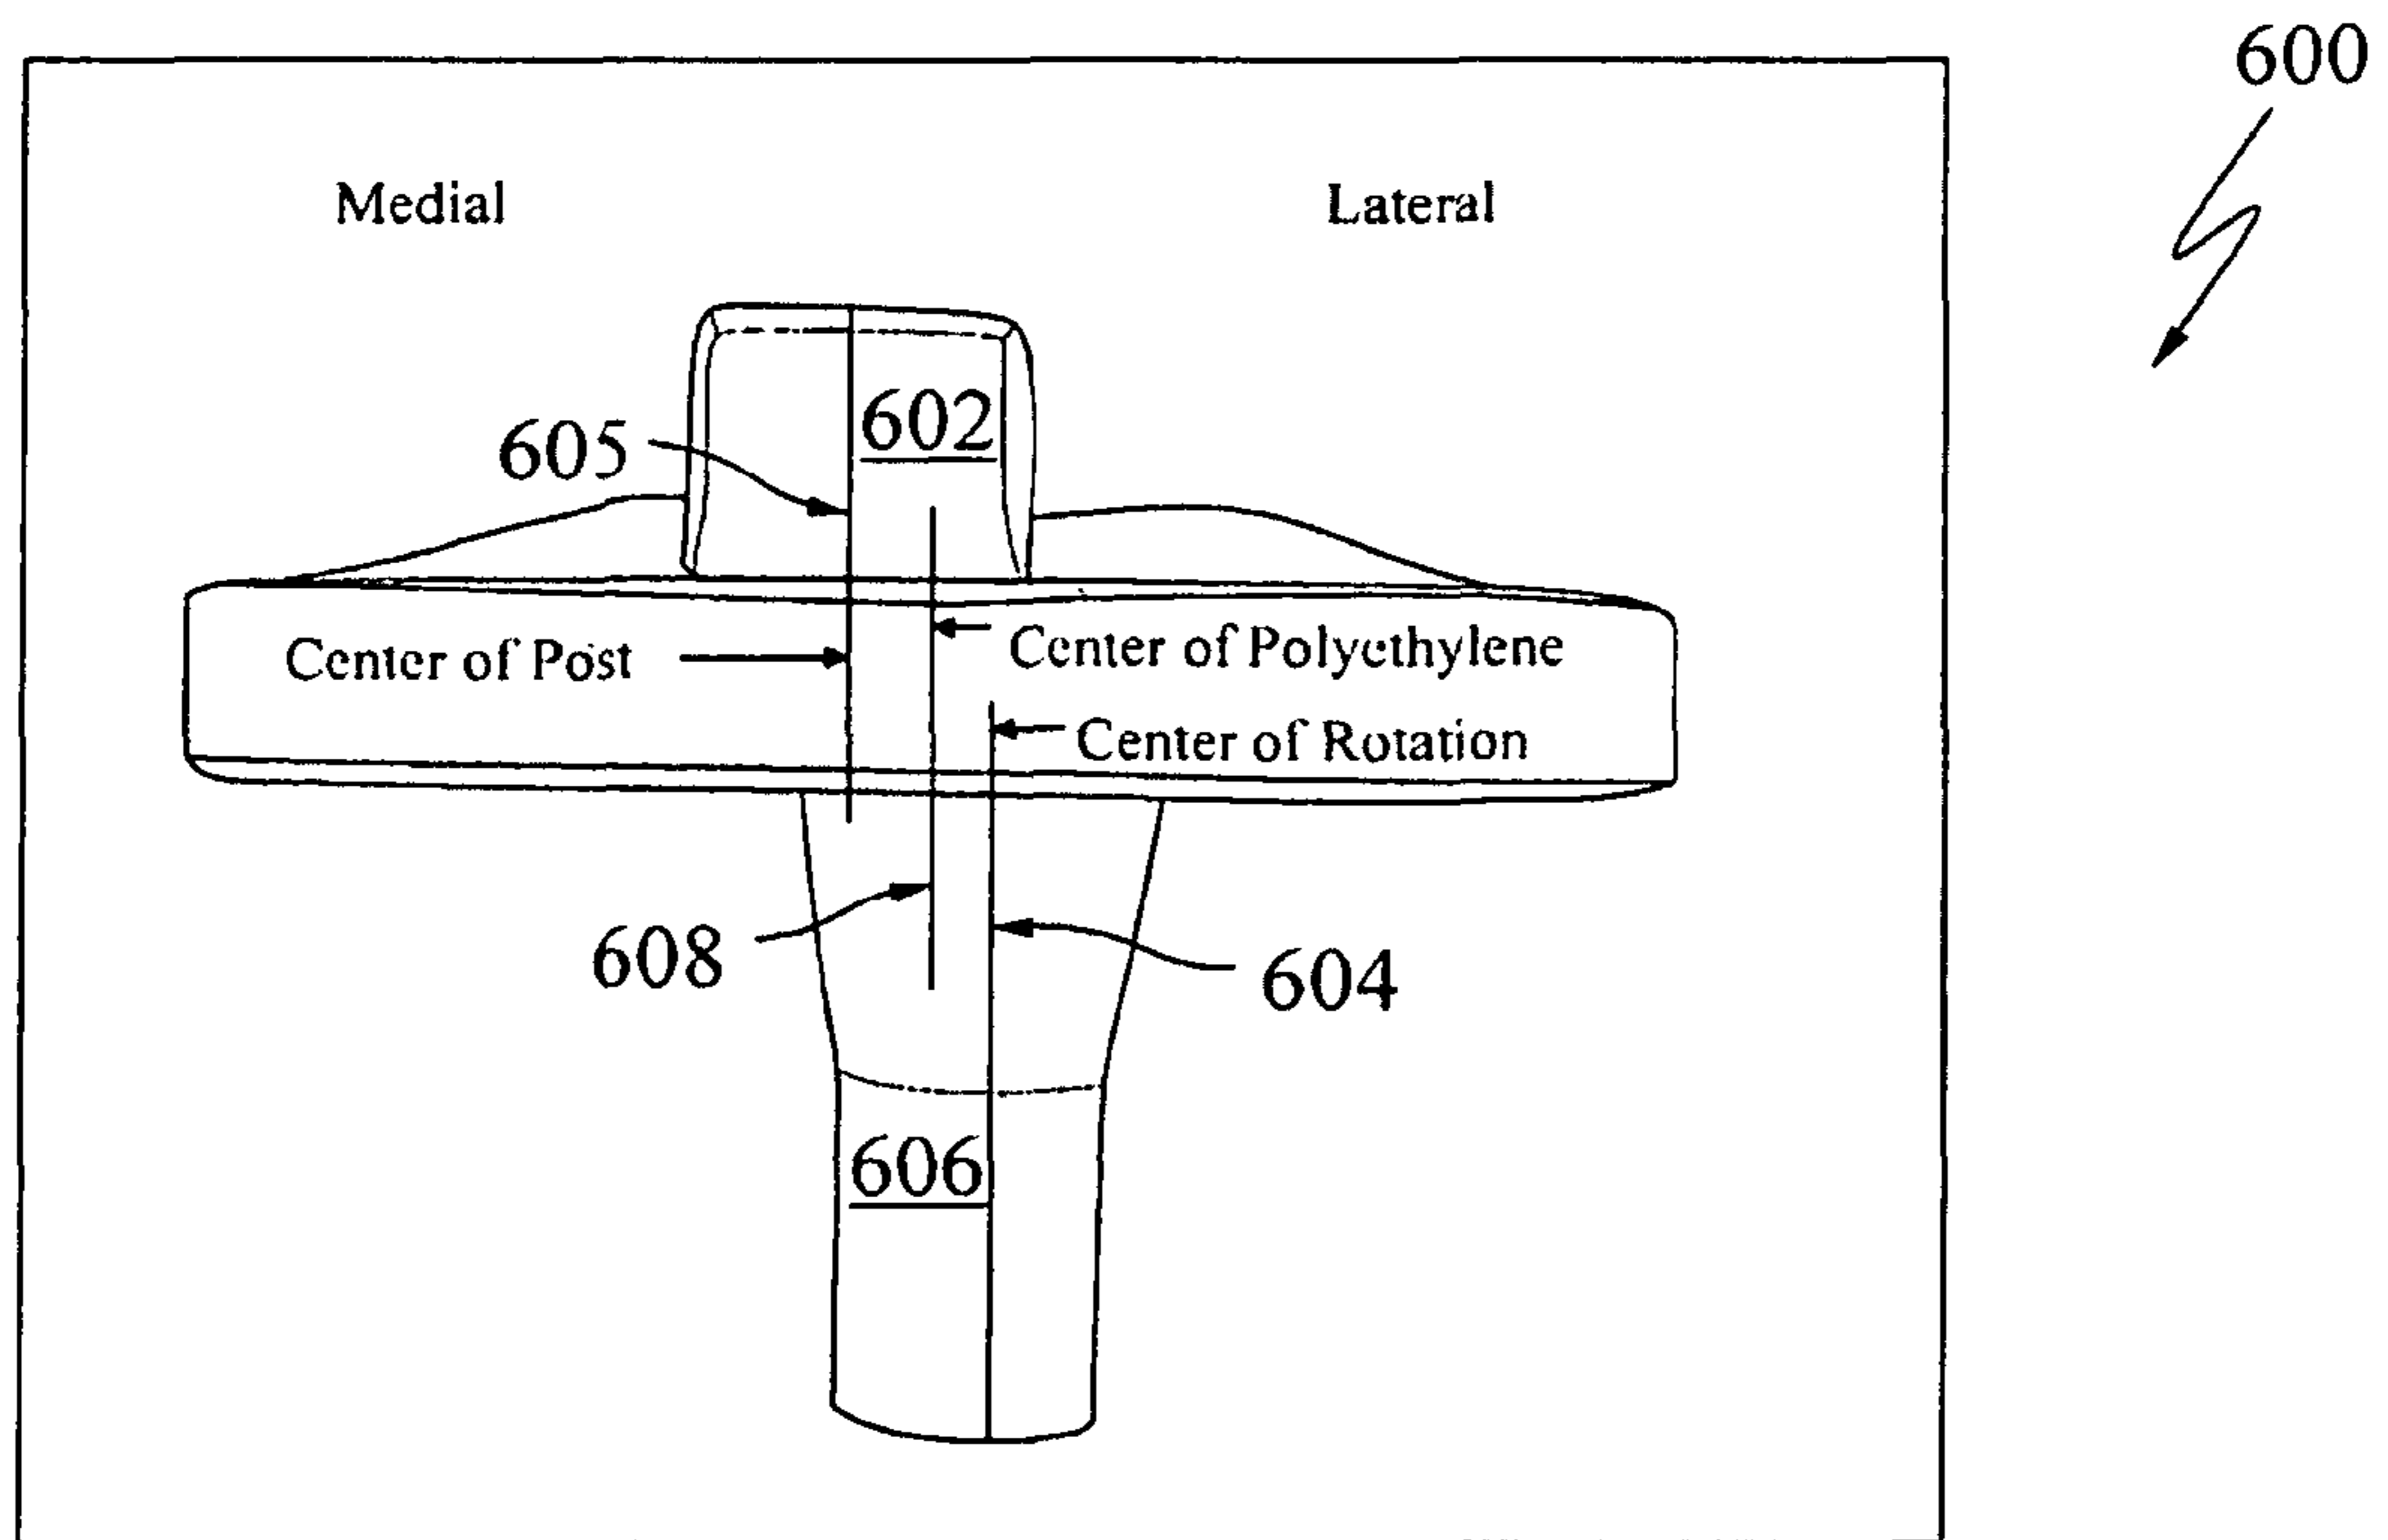 600
Medial Lateral
602
605
Center of Post
Center of Polyethylene
Center of Rotation
608
604
606